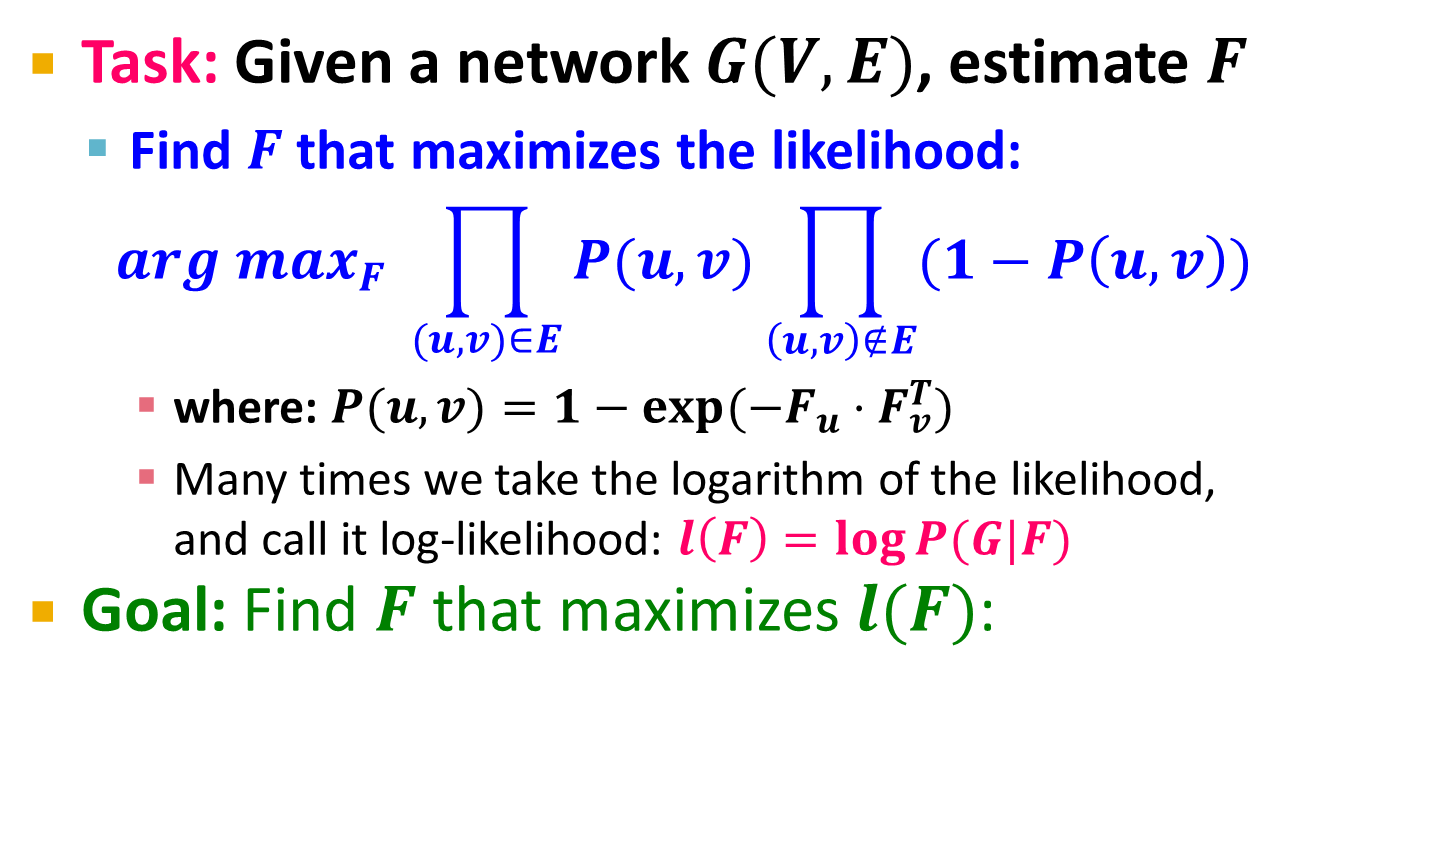 Task: Given a network G(V, E), estimate F
Find F that maximizes the likelihood:
arg max_F ∏_{(u,v)∈E} P(u, v) ∏_{(u,v)∉E} (1 − P(u, v))
where: P(u, v) = 1 − exp(−F_u · F_v^T)
Many times we take the logarithm of the likelihood,
and call it log-likelihood: l(F) = log P(G|F)
Goal: Find F that maximizes l(F):